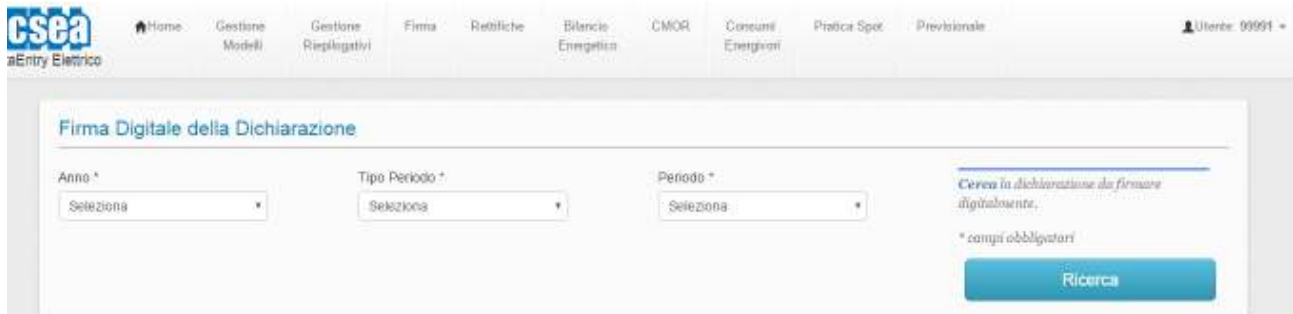 csea
aEntry Elettrico
Home
Gestione
Modelli
Gestione
Riepilogativi
Firma
Rettifiche
Bilancio
Energetico
CMOR
Consumi
Energivori
Pratica Spot
Previsionale
Utente: 99991
Firma Digitale della Dichiarazione
Anno *
Tipo Periodo *
Periodo *
Seleziona
Seleziona
Seleziona
Cerca la dichiarazione da firmare
digitalmente.
* campi obbligatori
Ricerca